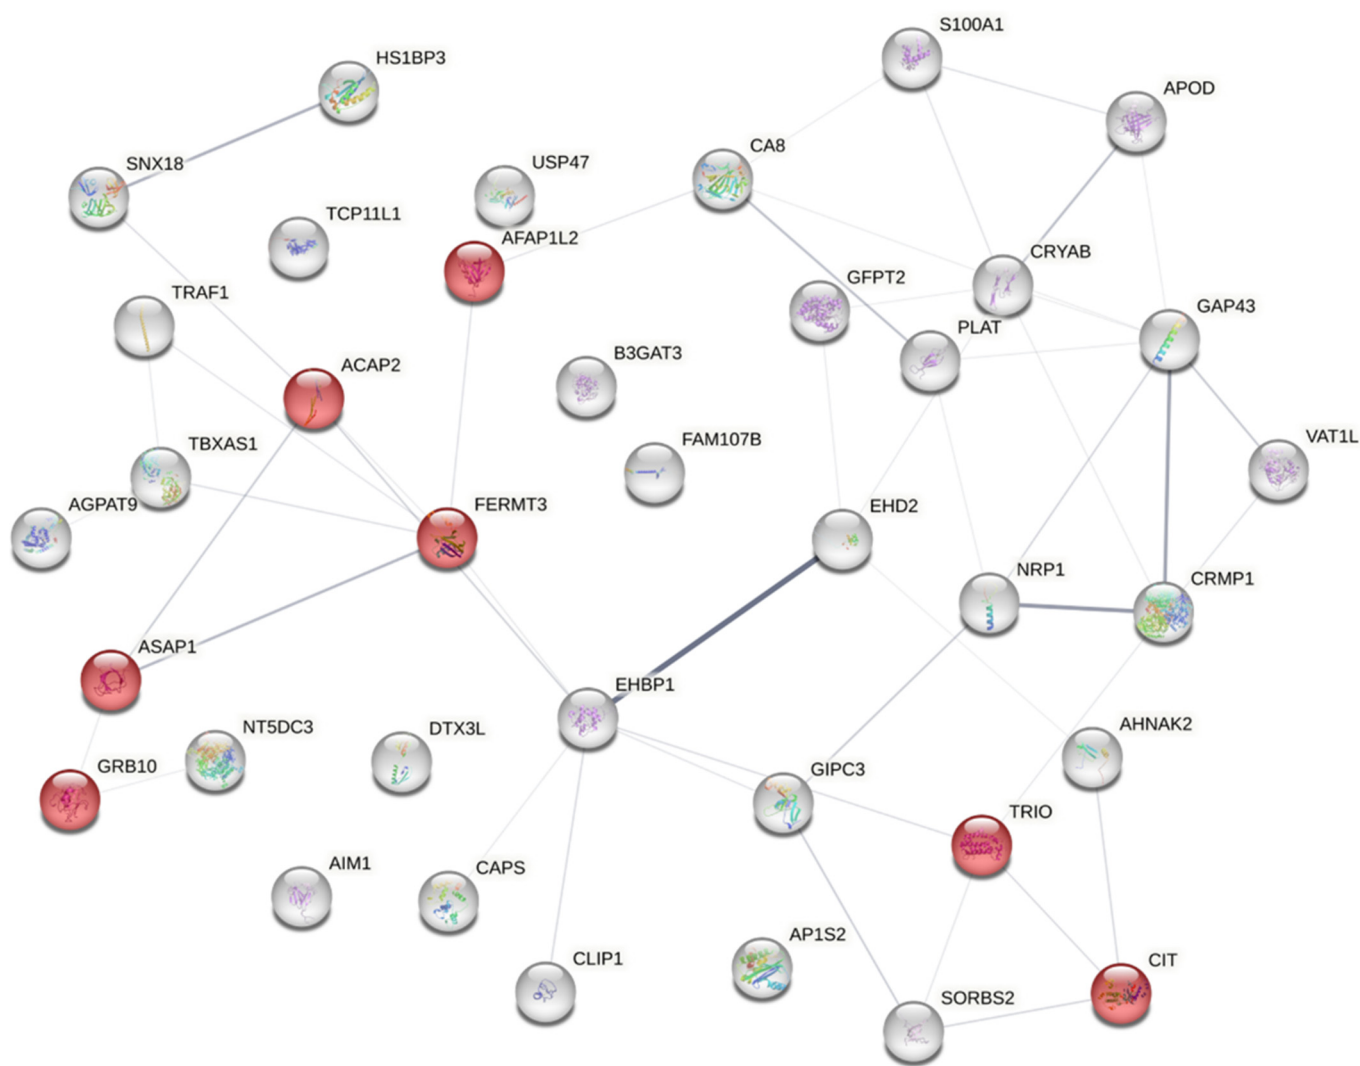 S100A1
HS1BP3
APOD
CA8
USP47
SNX18
TCP11L1
AFAP1L2
CRYAB
GFPT2
TRAF1
GAP43
PLAT
B3GAT3
ACAP2
VAT1L
FAM107B
TBXAS1
AGPAT9
FERMT3
EHD2
NRP1
CRMP1
ASAP1
EHBP1
AHNAK2
NT5DC3
DTX3L
GRB10
GIPC3
TRIO
AIM1
CAPS
AP1S2
CLIP1
CIT
SORBS2